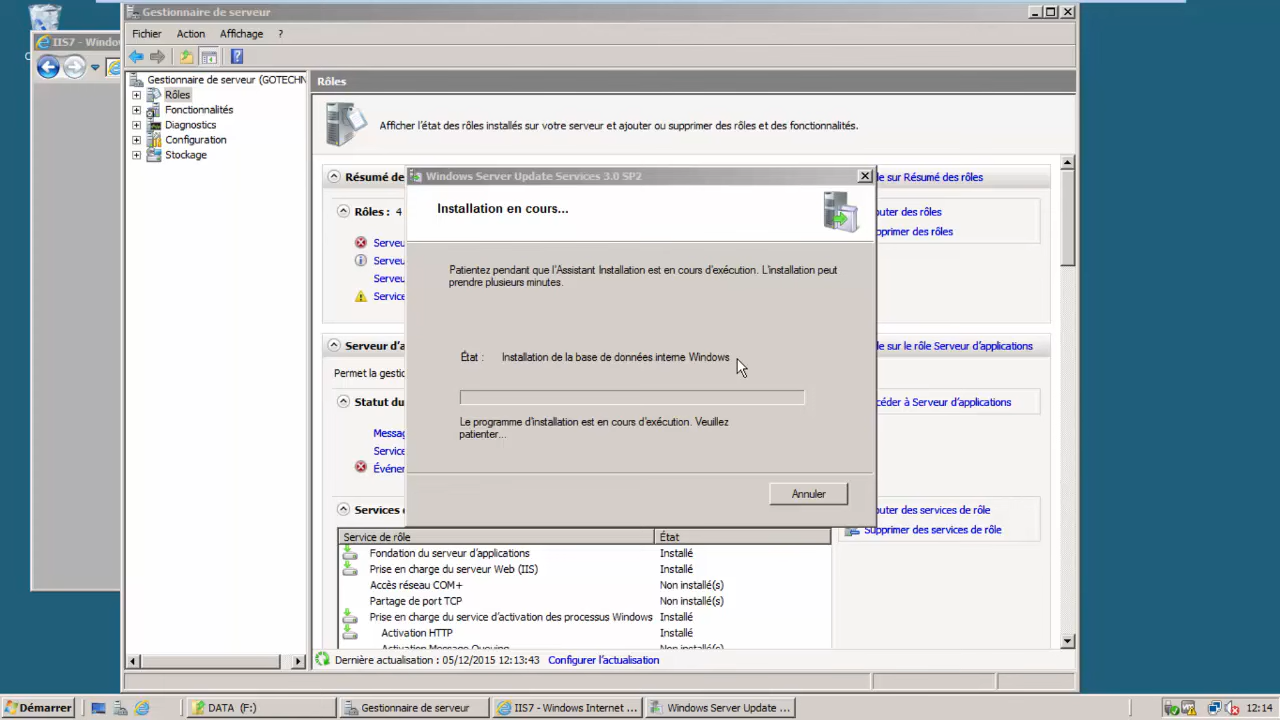 Gestionnaire de serveur
IIS7 - Windo
Fichier Action Affichage ?
Gestionnaire de serveur (GOTECHN
Rôles
Fonctionnalités
Diagnostics
Configuration
Stockage
Rôles
Afficher l'état des rôles installés sur votre serveur et ajouter ou supprimer des rôles et des fonctionnalités.
Résumé de
Rôles : 4
Serveu
Serveu
Serveu
Service
le sur Résumé des rôles
outer des rôles
pprimer des rôles
Windows Server Update Services 3.0 SP2
Installation en cours...
Patientez pendant que l'Assistant Installation est en cours d'exécution. L'installation peut
prendre plusieurs minutes.
État : Installation de la base de données interne Windows
Le programme d'installation est en cours d'exécution. Veuillez
patienter...
Annuler
Serveur d'a
le sur le rôle Serveur d'applications
Permet la gestio
Statut du
céder à Serveur d'applications
Messag
Service
Événer
Services d
outer des services de rôle
Supprimer des services de rôle
Service de rôle État
Fondation du serveur d'applications Installé
Prise en charge du serveur Web (IIS) Installé
Accès réseau COM+ Non installé(s)
Partage de port TCP Non installé(s)
Prise en charge du service d'activation des processus Windows Installé
Activation HTTP Installé
Activation Message Queuing Non installé(s)
Dernière actualisation : 05/12/2015 12:13:43 Configurer l'actualisation
Démarrer DATA (F:) Gestionnaire de serveur IIS7 - Windows Internet ... Windows Server Update ... 12:14